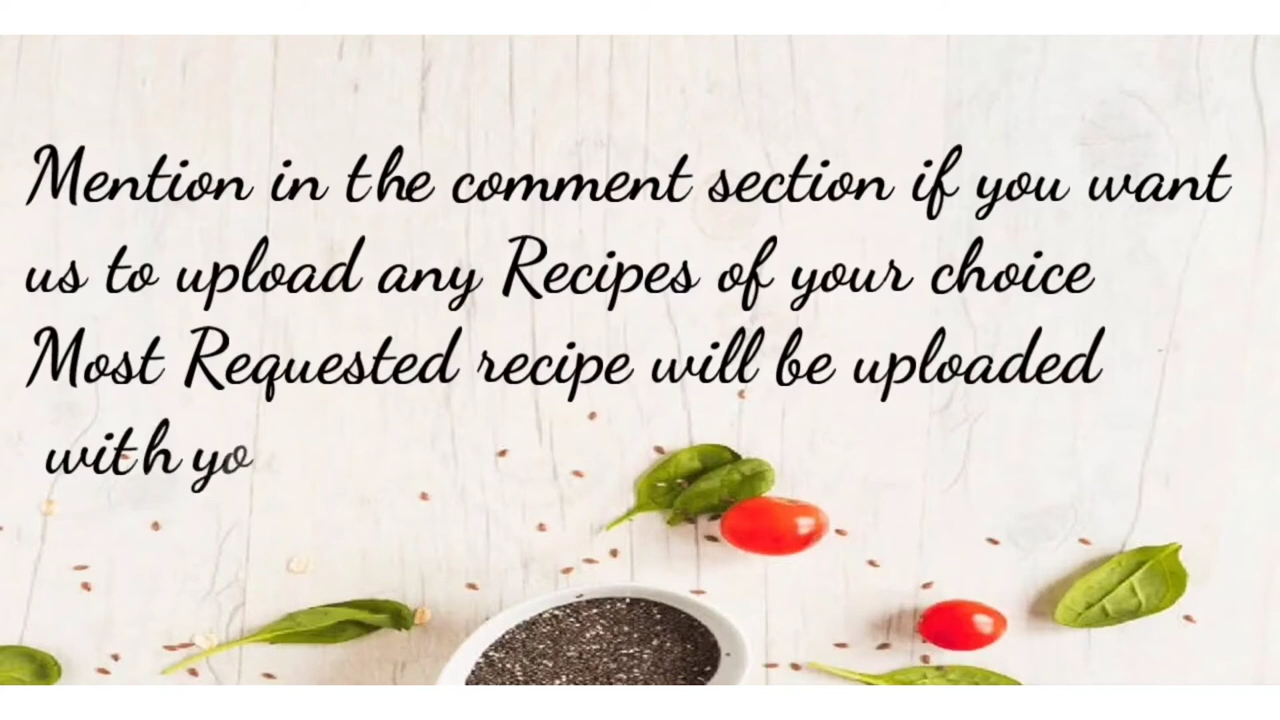 Mention in the comment section if you want
us to upload any Recipes of your choice
Most Requested recipe will be uploaded
with yo